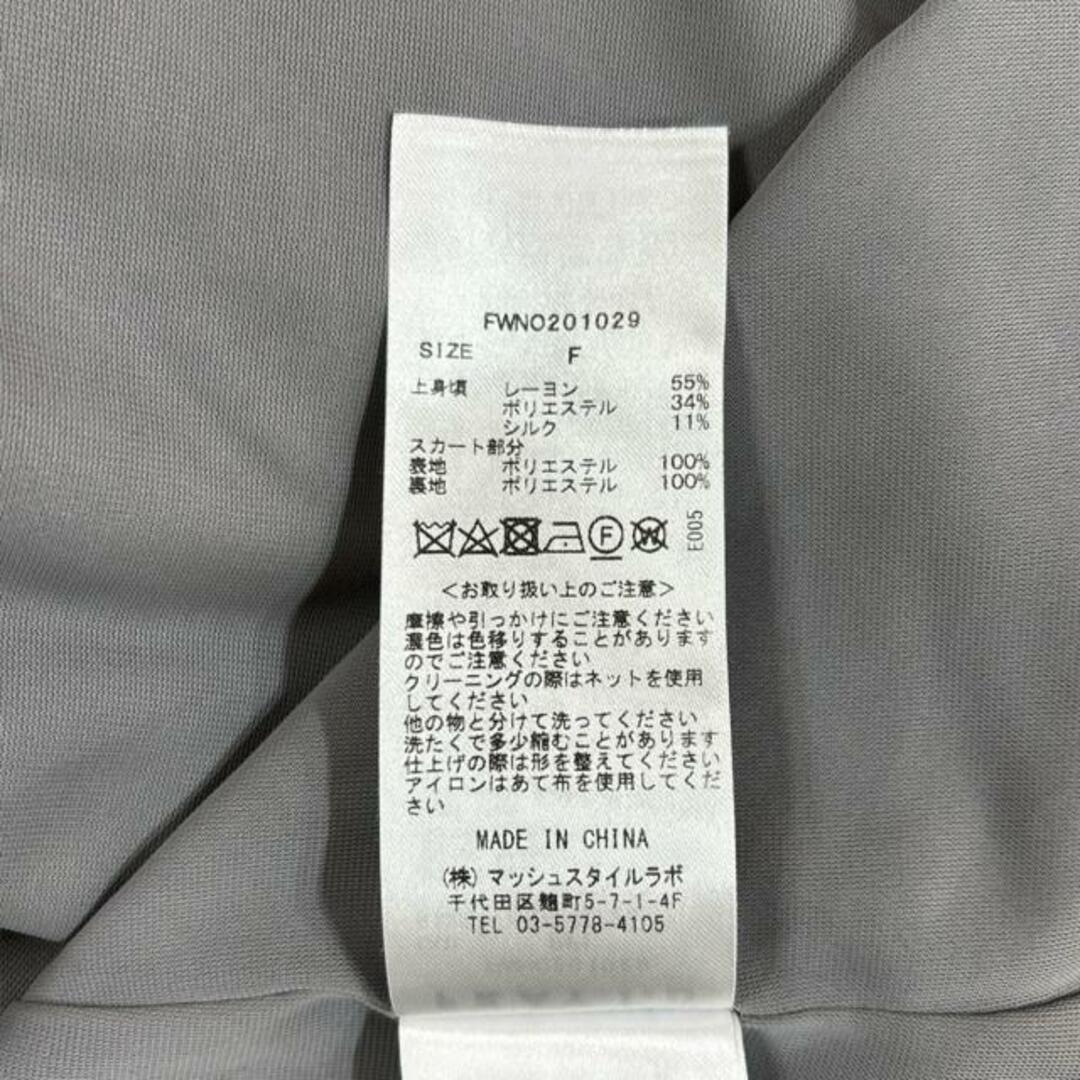 FWNO201029
SIZE F
上身頃 レーヨン 55%
ポリエステル 34%
シルク 11%
スカート部分
表地 ポリエステル 100%
裏地 ポリエステル 100%
F W E005
<お取り扱い上のご注意>
摩擦や引っかけにご注意ください
濃色は色移りすることがあります
のでご注意ください
クリーニングの際はネットを使用
してください
他の物と分けて洗ってください
洗たくで多少縮むことがあります
仕上げの際は形を整えてください
アイロンはあて布を使用してくだ
さい
MADE IN CHINA
(株)マッシュスタイルラボ
千代田区麹町5-7-1-4F
TEL 03-5778-4105